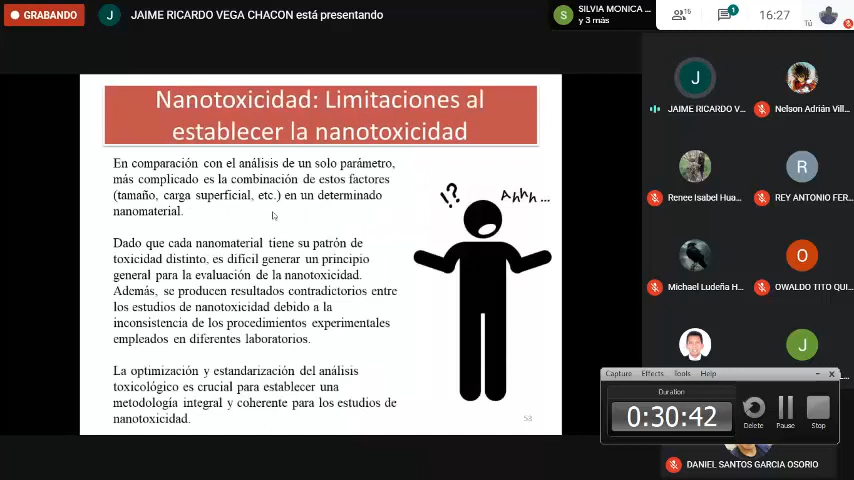 GRABANDO
J
JAIME RICARDO VEGA CHACON está presentando
S
SILVIA MONICA ...
y 3 más
16
1
16:27
Tú
Nanotoxicidad: Limitaciones al
establecer la nanotoxicidad
En comparación con el análisis de un solo parámetro,
más complicado es la combinación de estos factores
(tamaño, carga superficial, etc.) en un determinado
nanomaterial.
Dado que cada nanomaterial tiene su patrón de
toxicidad distinto, es difícil generar un principio
general para la evaluación de la nanotoxicidad.
Además, se producen resultados contradictorios entre
los estudios de nanotoxicidad debido a la
inconsistencia de los procedimientos experimentales
empleados en diferentes laboratorios.
La optimización y estandarización del análisis
toxicológico es crucial para establecer una
metodología integral y coherente para los estudios de
nanotoxicidad.
!?
Ahhh...
53
J
JAIME RICARDO V...
Nelson Adrián Vill...
Renee Isabel Hua...
R
REY ANTONIO FER...
Michael Ludeña H...
O
OWALDO TITO QUI...
J
Capture Effects Tools Help
Duration
0:30:42
Delete
Pause
Stop
DANIEL SANTOS GARCIA OSORIO